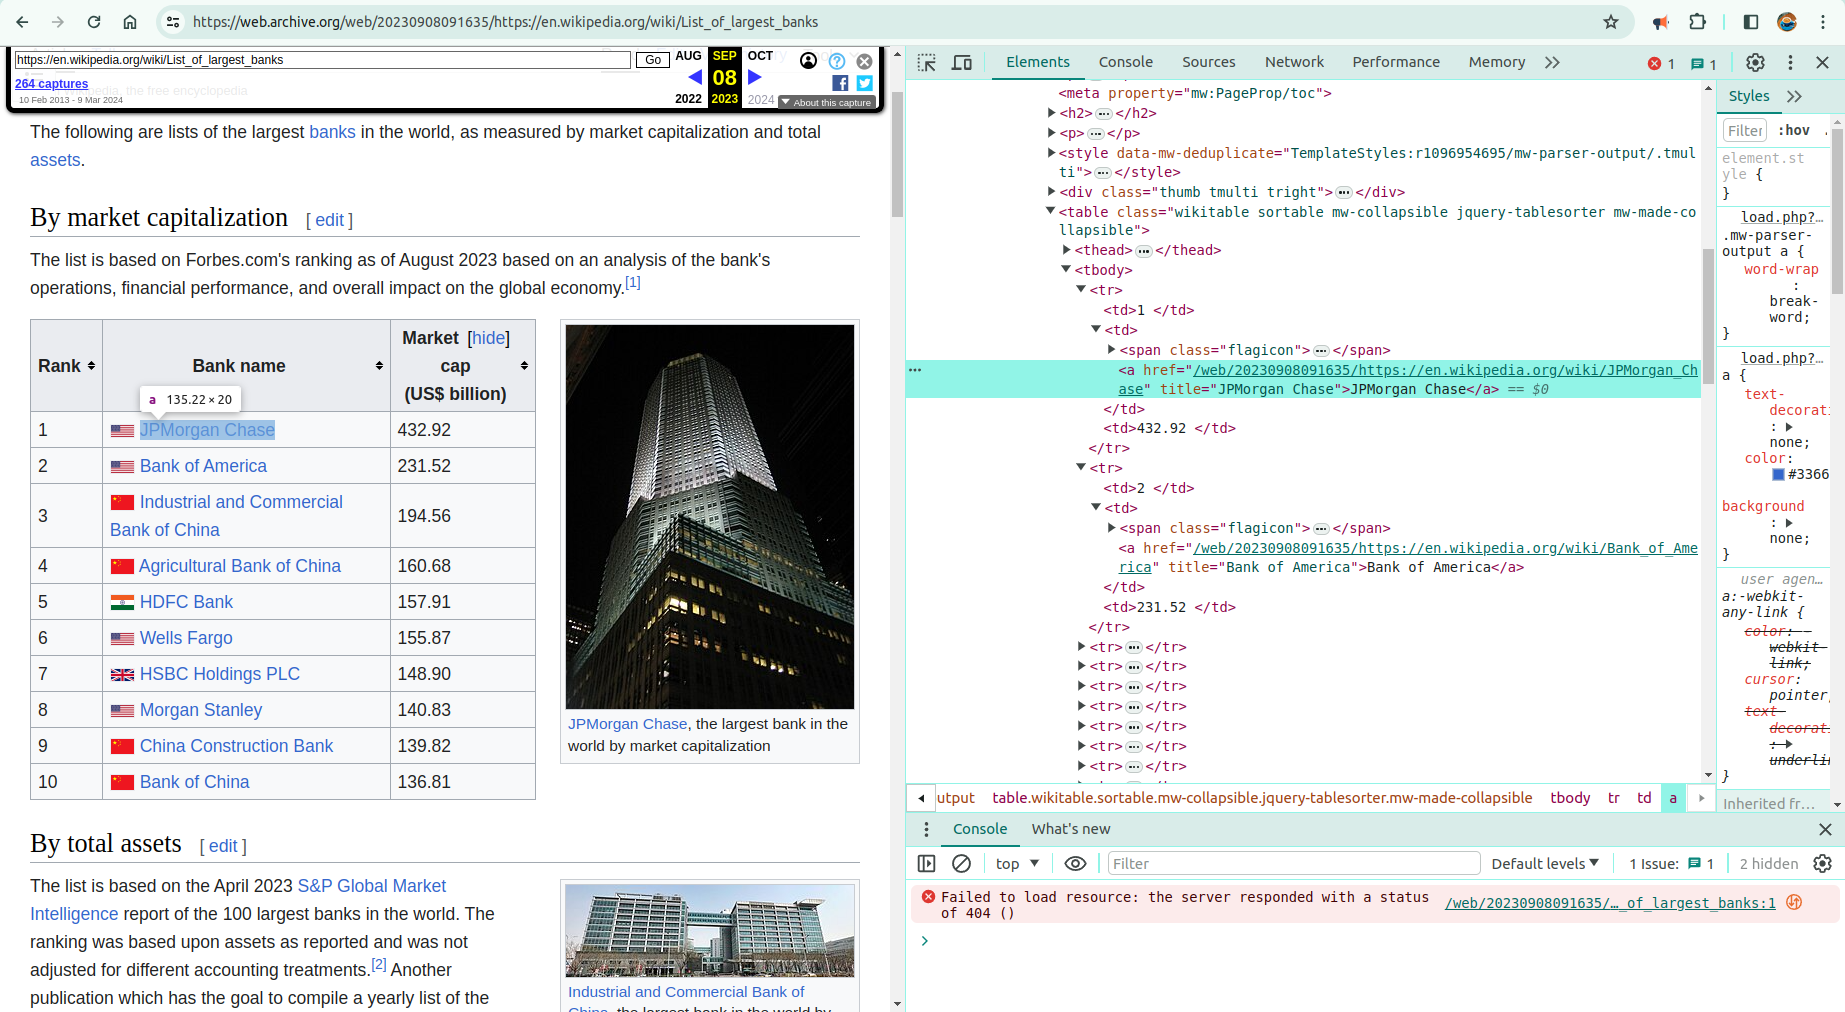 https://web.archive.org/web/20230908091635/https://en.wikipedia.org/wiki/List_of_largest_banks
https://en.wikipedia.org/wiki/List_of_largest_banks Go AUG SEP OCT
264 captures 08
10 Feb 2013 - 9 Mar 2024 2022 2023 2024 About this capture
The following are lists of the largest banks in the world, as measured by market capitalization and total
assets.
By market capitalization [ edit ]
The list is based on Forbes.com's ranking as of August 2023 based on an analysis of the bank's
operations, financial performance, and overall impact on the global economy.[1]
Rank Bank name Market cap (US$ billion) [hide]
a 135.22 × 20
1 JPMorgan Chase 432.92
2 Bank of America 231.52
3 Industrial and Commercial Bank of China 194.56
4 Agricultural Bank of China 160.68
5 HDFC Bank 157.91
6 Wells Fargo 155.87
7 HSBC Holdings PLC 148.90
8 Morgan Stanley 140.83
9 China Construction Bank 139.82
10 Bank of China 136.81
JPMorgan Chase, the largest bank in the
world by market capitalization
By total assets [ edit ]
The list is based on the April 2023 S&P Global Market
Intelligence report of the 100 largest banks in the world. The
ranking was based upon assets as reported and was not
adjusted for different accounting treatments.[2] Another
publication which has the goal to compile a yearly list of the
Industrial and Commercial Bank of
China, the largest bank in the world by
Elements Console Sources Network Performance Memory 1 1
<meta property="mw:PageProp/toc">
<h2> </h2>
<p> </p>
<style data-mw-deduplicate="TemplateStyles:r1096954695/mw-parser-output/.tmul
ti"> </style>
<div class="thumb tmulti tright"> </div>
<table class="wikitable sortable mw-collapsible jquery-tablesorter mw-made-co
llapsible">
<thead> </thead>
<tbody>
<tr>
<td>1 </td>
<td>
<span class="flagicon"> </span>
<a href="/web/20230908091635/https://en.wikipedia.org/wiki/JPMorgan_Ch
ase" title="JPMorgan Chase">JPMorgan Chase</a> == $0
</td>
<td>432.92 </td>
</tr>
<tr>
<td>2 </td>
<td>
<span class="flagicon"> </span>
<a href="/web/20230908091635/https://en.wikipedia.org/wiki/Bank_of_Ame
rica" title="Bank of America">Bank of America</a>
</td>
<td>231.52 </td>
</tr>
<tr> </tr>
<tr> </tr>
<tr> </tr>
<tr> </tr>
<tr> </tr>
<tr> </tr>
<tr> </tr>
utput table.wikitable.sortable.mw-collapsible.jquery-tablesorter.mw-made-collapsible tbody tr td a
Styles
Filter :hov .
element.st
yle {
}
load.php?…
.mw-parser-
output a {
word-wrap
:
break-
word;
}
load.php?…
a {
text-
decorati
:
none;
color:
#3366
background
:
none;
}
user agen…
a:-webkit-
any-link {
color: -
webkit-
link;
cursor:
pointer;
text-
decorati
:
underlin
}
Inherited fr…
Console What's new
top Filter Default levels 1 Issue: 1 2 hidden
Failed to load resource: the server responded with a status
of 404 () /web/20230908091635/…_of_largest_banks:1